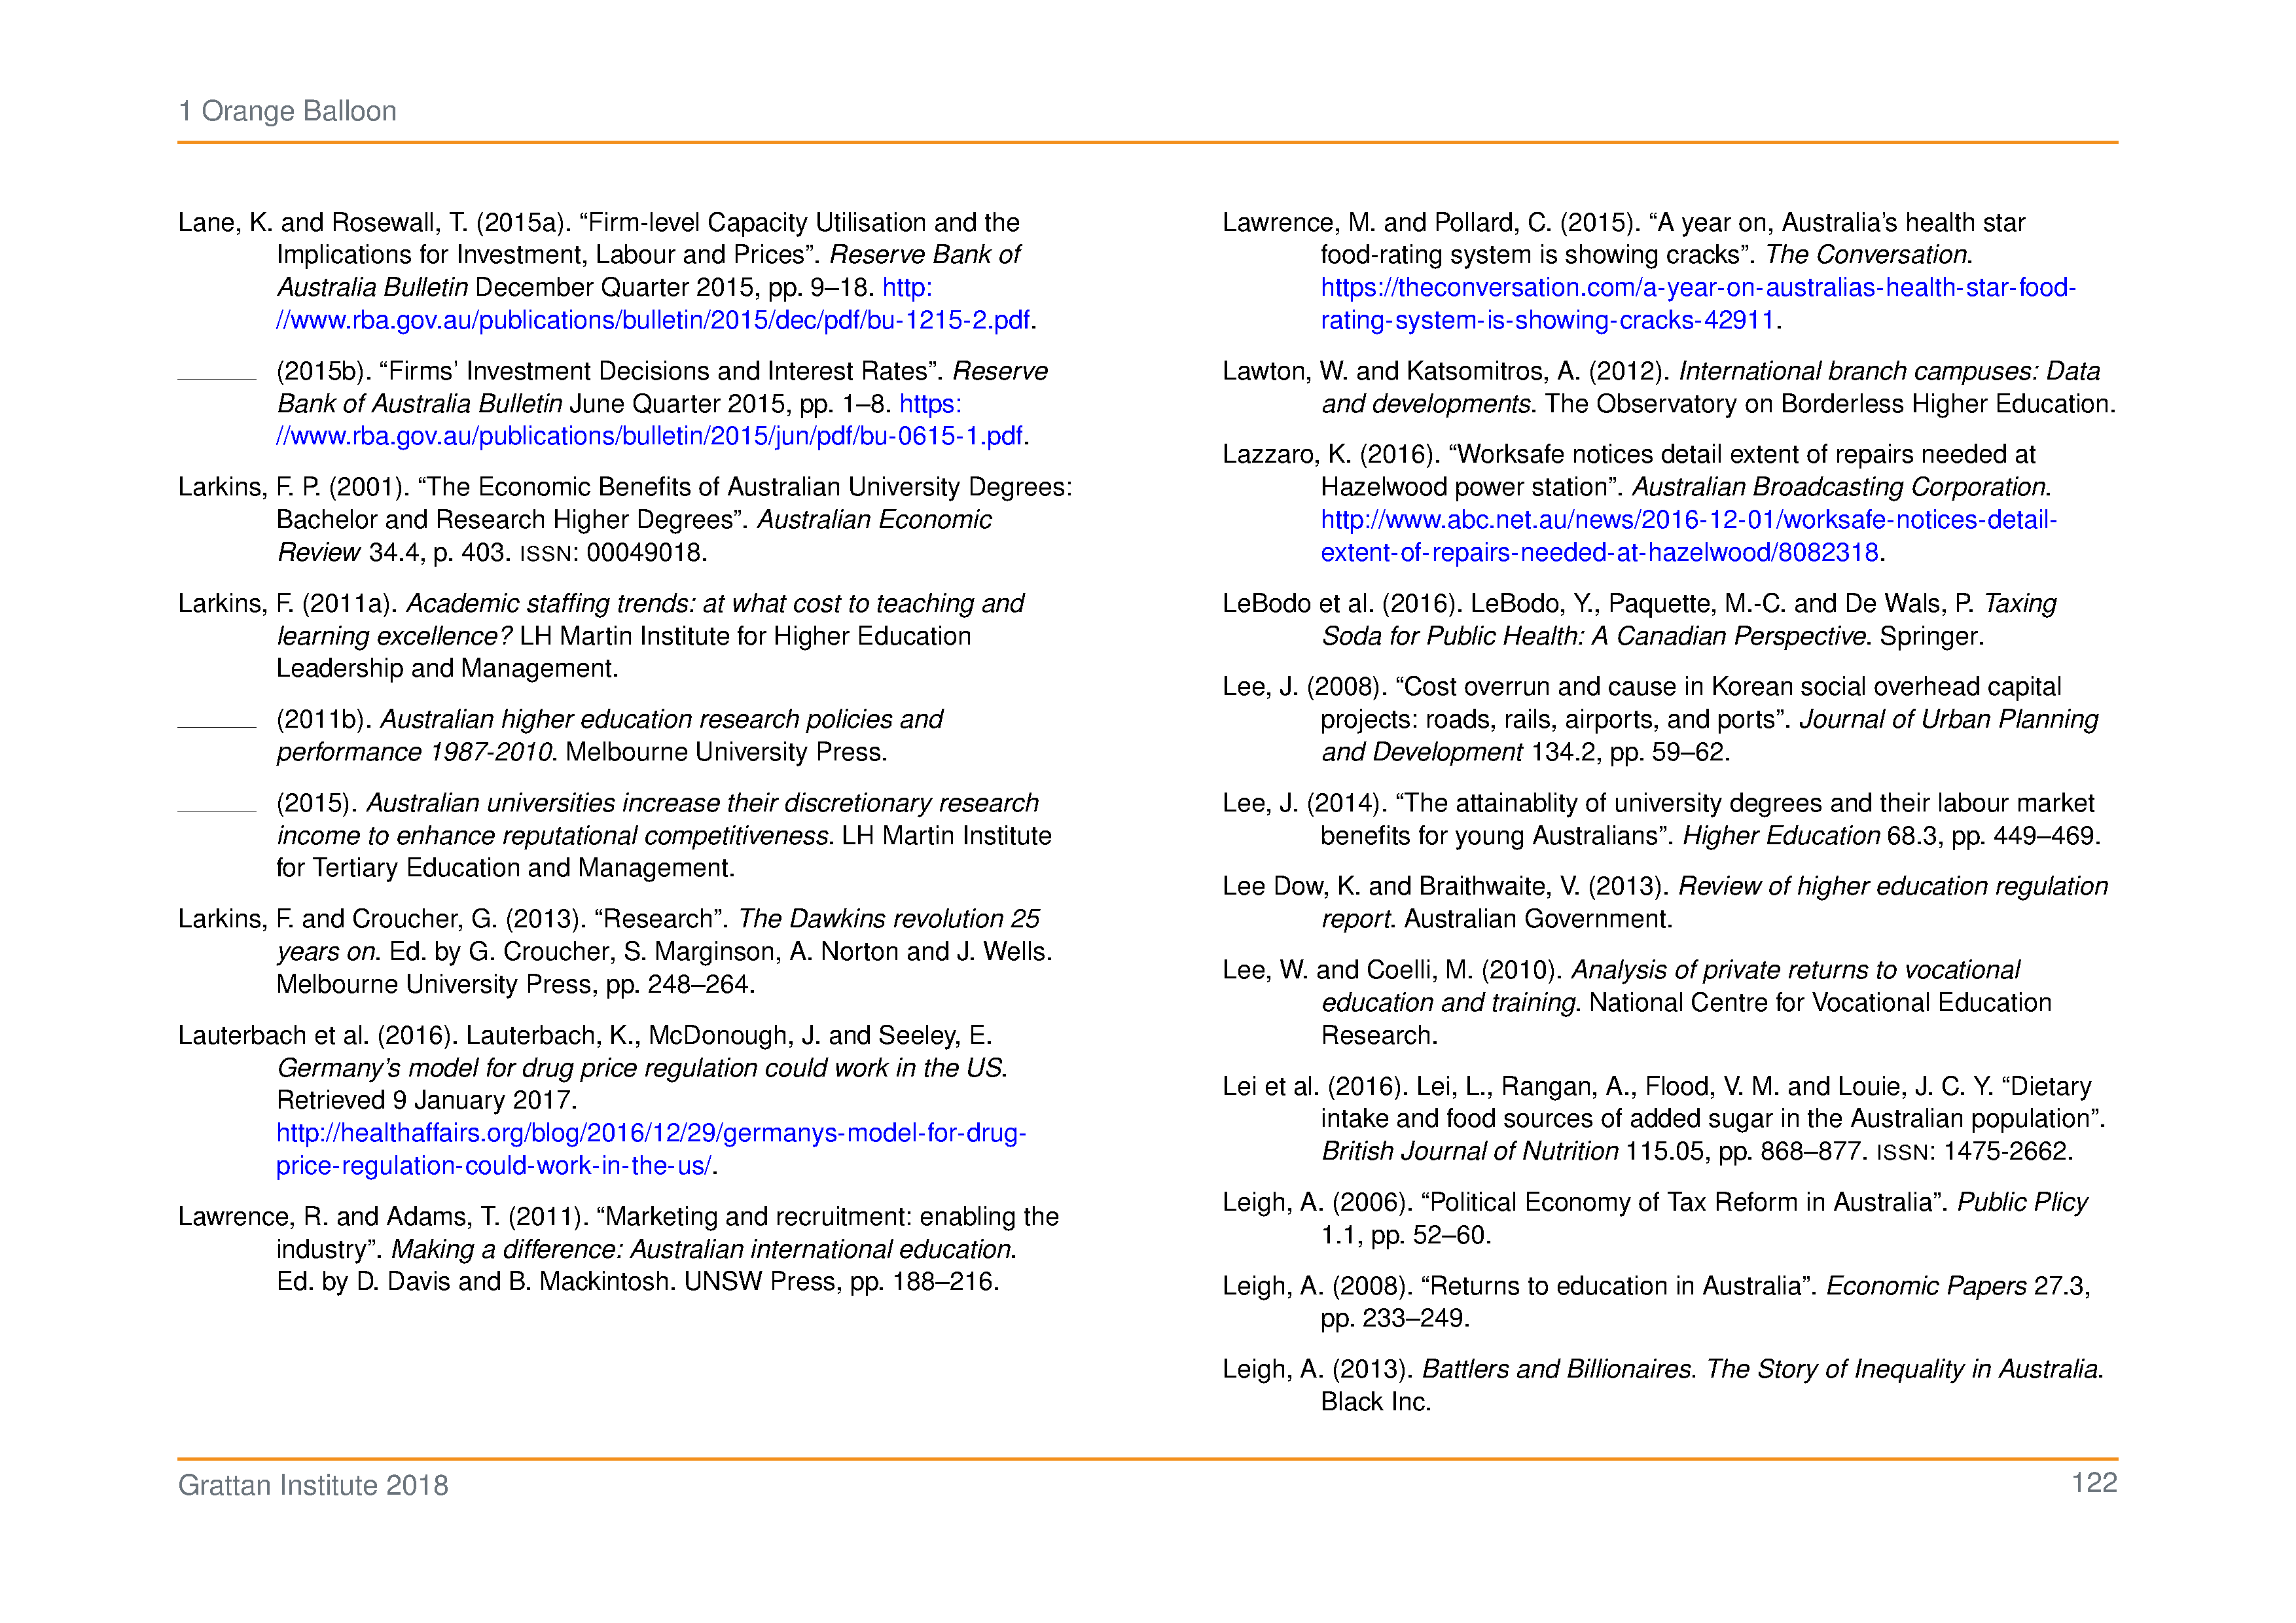 1 Orange Balloon
Lane, K. and Rosewall, T. (2015a). “Firm-level Capacity Utilisation and the
Implications for Investment, Labour and Prices”. Reserve Bank of
Australia Bulletin December Quarter 2015, pp. 9–18. http:
//www.rba.gov.au/publications/bulletin/2015/dec/pdf/bu-1215-2.pdf.
(2015b). “Firms’ Investment Decisions and Interest Rates”. Reserve
Bank of Australia Bulletin June Quarter 2015, pp. 1–8. https:
//www.rba.gov.au/publications/bulletin/2015/jun/pdf/bu-0615-1.pdf.
Larkins, F. P. (2001). “The Economic Benefits of Australian University Degrees:
Bachelor and Research Higher Degrees”. Australian Economic
Review 34.4, p. 403. ISSN: 00049018.
Larkins, F. (2011a). Academic staffing trends: at what cost to teaching and
learning excellence? LH Martin Institute for Higher Education
Leadership and Management.
(2011b). Australian higher education research policies and
performance 1987-2010. Melbourne University Press.
(2015). Australian universities increase their discretionary research
income to enhance reputational competitiveness. LH Martin Institute
for Tertiary Education and Management.
Larkins, F. and Croucher, G. (2013). “Research”. The Dawkins revolution 25
years on. Ed. by G. Croucher, S. Marginson, A. Norton and J. Wells.
Melbourne University Press, pp. 248–264.
Lauterbach et al. (2016). Lauterbach, K., McDonough, J. and Seeley, E.
Germany’s model for drug price regulation could work in the US.
Retrieved 9 January 2017.
http://healthaffairs.org/blog/2016/12/29/germanys-model-for-drug-
price-regulation-could-work-in-the-us/.
Lawrence, R. and Adams, T. (2011). “Marketing and recruitment: enabling the
industry”. Making a difference: Australian international education.
Ed. by D. Davis and B. Mackintosh. UNSW Press, pp. 188–216.
Lawrence, M. and Pollard, C. (2015). “A year on, Australia’s health star
food-rating system is showing cracks”. The Conversation.
https://theconversation.com/a-year-on-australias-health-star-food-
rating-system-is-showing-cracks-42911.
Lawton, W. and Katsomitros, A. (2012). International branch campuses: Data
and developments. The Observatory on Borderless Higher Education.
Lazzaro, K. (2016). “Worksafe notices detail extent of repairs needed at
Hazelwood power station”. Australian Broadcasting Corporation.
http://www.abc.net.au/news/2016-12-01/worksafe-notices-detail-
extent-of-repairs-needed-at-hazelwood/8082318.
LeBodo et al. (2016). LeBodo, Y., Paquette, M.-C. and De Wals, P. Taxing
Soda for Public Health: A Canadian Perspective. Springer.
Lee, J. (2008). “Cost overrun and cause in Korean social overhead capital
projects: roads, rails, airports, and ports”. Journal of Urban Planning
and Development 134.2, pp. 59–62.
Lee, J. (2014). “The attainablity of university degrees and their labour market
benefits for young Australians”. Higher Education 68.3, pp. 449–469.
Lee Dow, K. and Braithwaite, V. (2013). Review of higher education regulation
report. Australian Government.
Lee, W. and Coelli, M. (2010). Analysis of private returns to vocational
education and training. National Centre for Vocational Education
Research.
Lei et al. (2016). Lei, L., Rangan, A., Flood, V. M. and Louie, J. C. Y. “Dietary
intake and food sources of added sugar in the Australian population”.
British Journal of Nutrition 115.05, pp. 868–877. ISSN: 1475-2662.
Leigh, A. (2006). “Political Economy of Tax Reform in Australia”. Public Plicy
1.1, pp. 52–60.
Leigh, A. (2008). “Returns to education in Australia”. Economic Papers 27.3,
pp. 233–249.
Leigh, A. (2013). Battlers and Billionaires. The Story of Inequality in Australia.
Black Inc.
Grattan Institute 2018
122